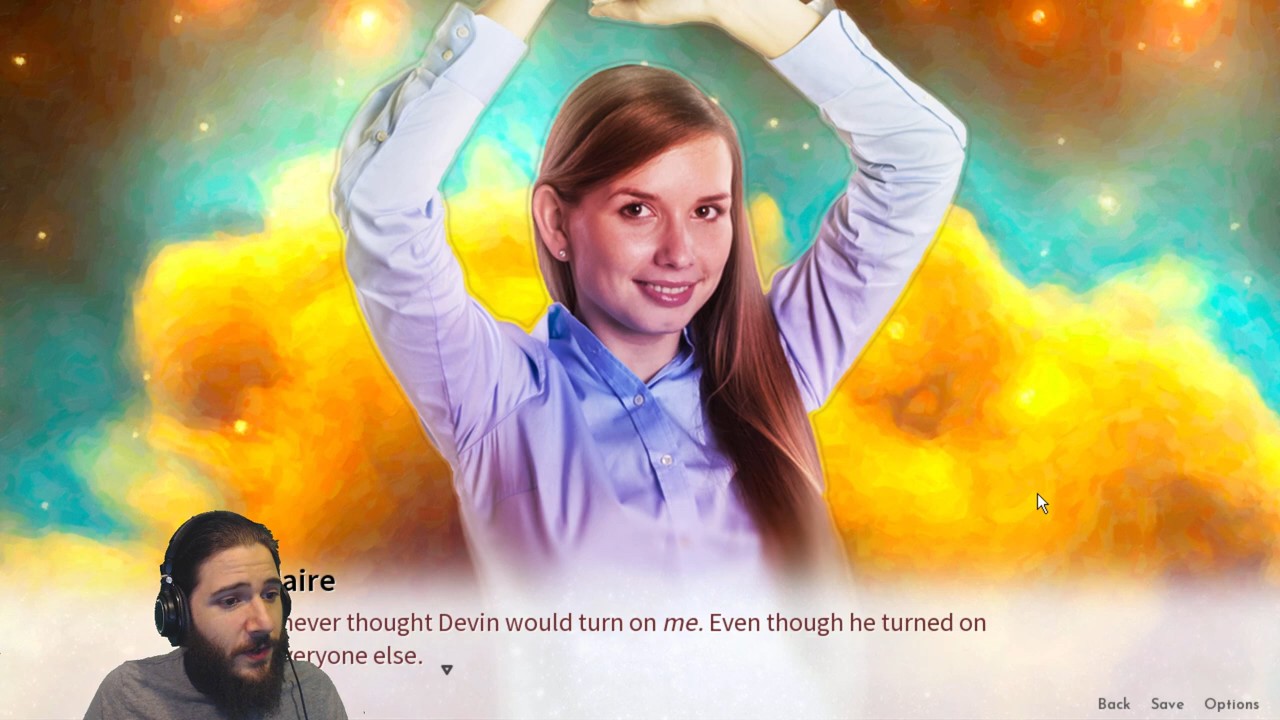 aire
never thought Devin would turn on me. Even though he turned on
eryone else.
Back Save Options